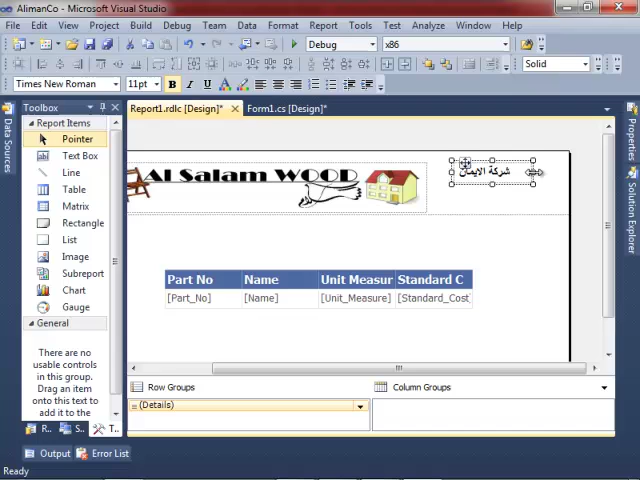 AlimanCo - Microsoft Visual Studio
File Edit View Project Build Debug Team Data Format Report Tools Test Analyze Window Help
Debug x86
Solid
Times New Roman 11pt B I U A
Toolbox
Report1.rdlc [Design]* Form1.cs [Design]*
Data Sources
Properties
Solution Explorer
Report Items
Pointer
Text Box
Line
Table
Matrix
Rectangle
List
Image
Subreport
Chart
Gauge
General
There are no
usable controls
in this group.
Drag an item
onto this text to
add it to the
Al Salam WOOD
شركة الايمان
Part No Name Unit Measur Standard C
[Part_No] [Name] [Unit_Measure] [Standard_Cost
Row Groups Column Groups
(Details)
R.. S... T...
Output Error List
Ready